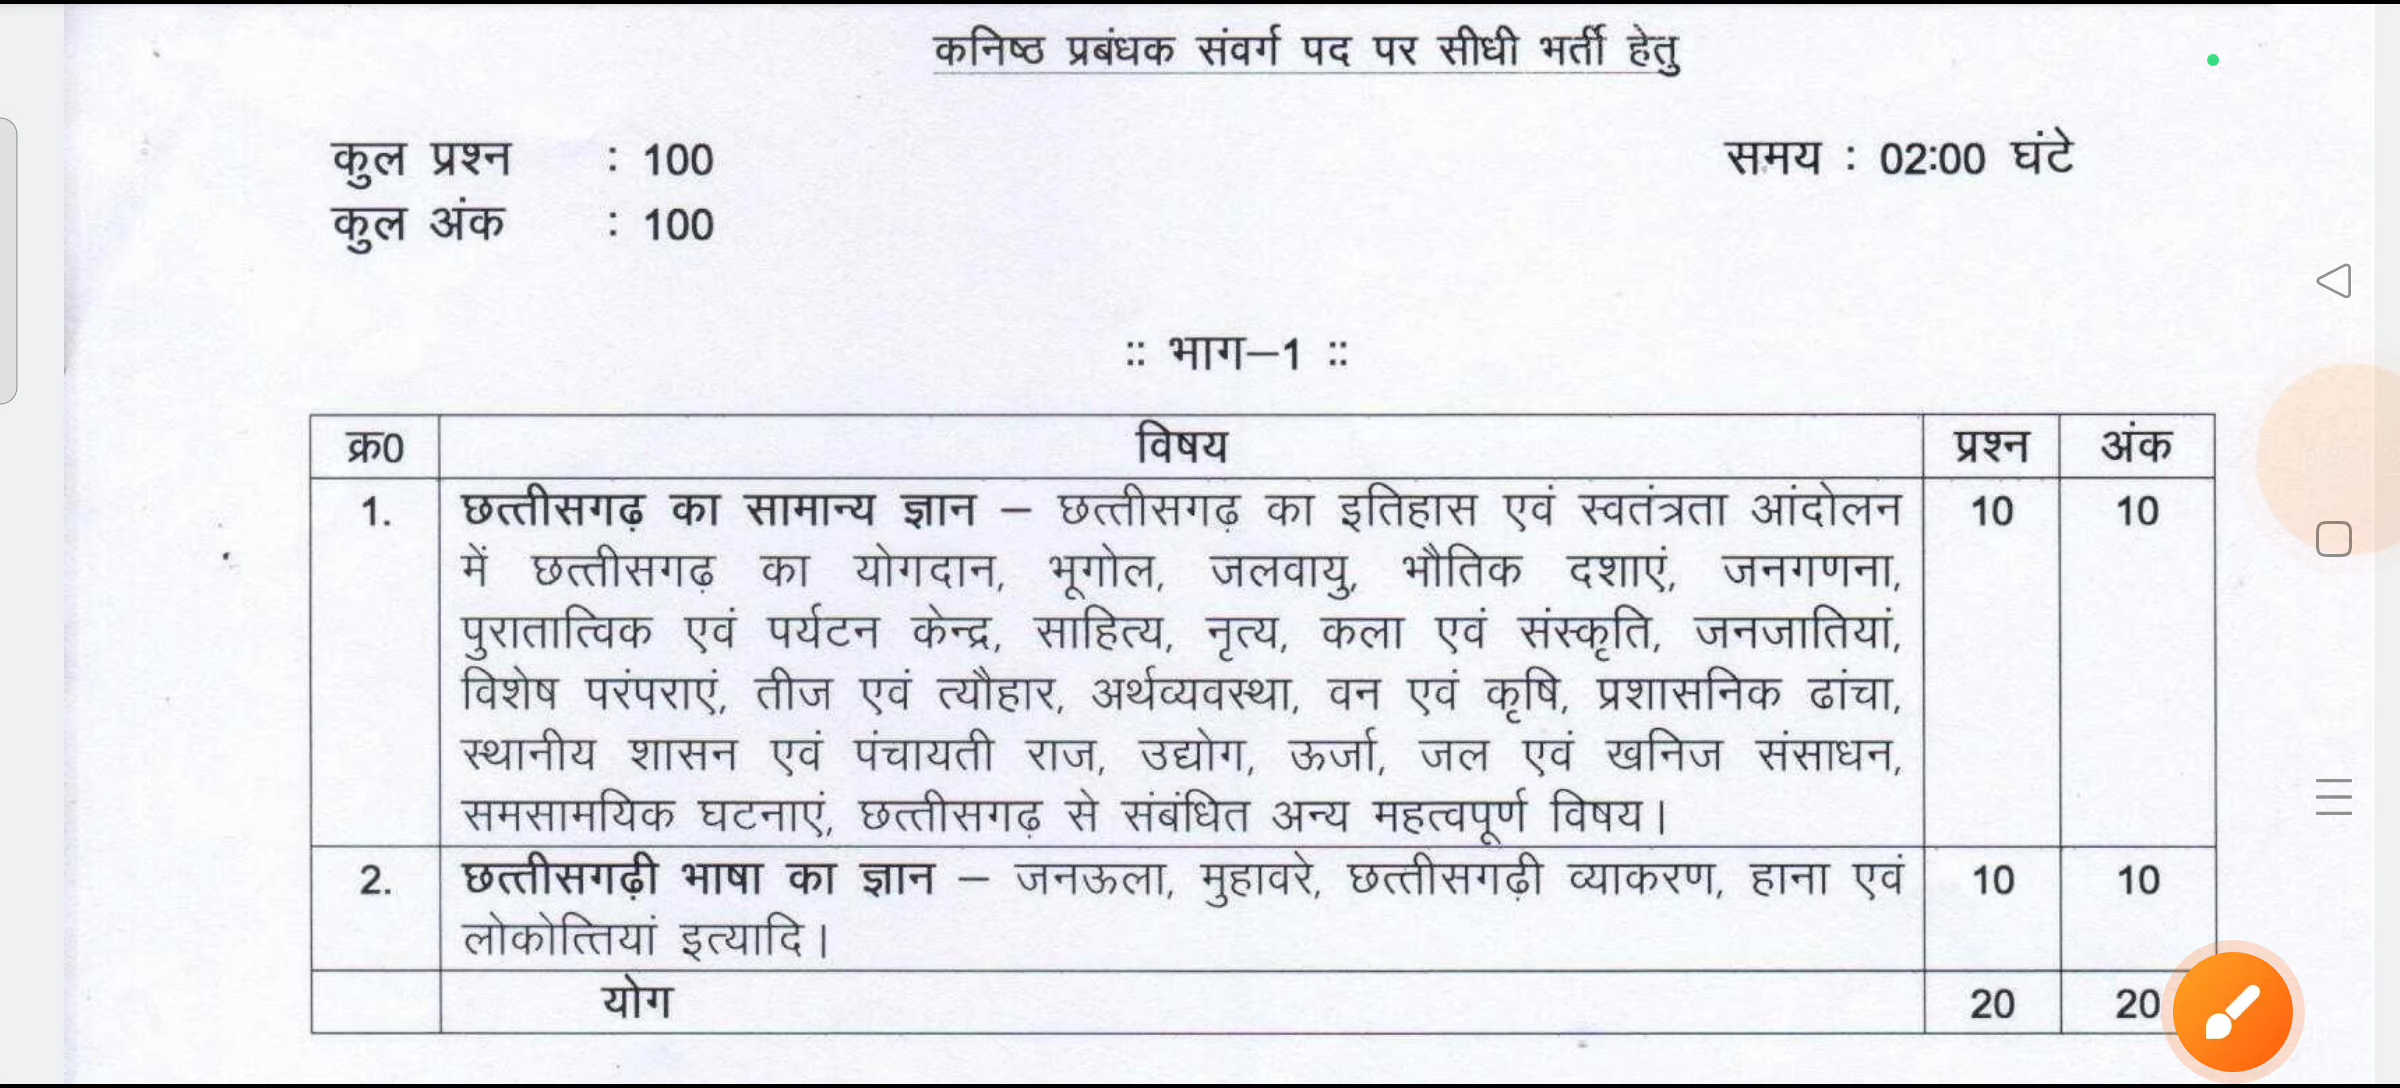 कनिष्ठ प्रबंधक संवर्ग पद पर सीधी भर्ती हेतु
कुल प्रश्न : 100 समय : 02:00 घंटे
कुल अंक : 100
:: भाग–1 ::
क्र0 विषय प्रश्न अंक
1. छत्तीसगढ़ का सामान्य ज्ञान – छत्तीसगढ़ का इतिहास एवं स्वतंत्रता आंदोलन 10 10
में छत्तीसगढ़ का योगदान, भूगोल, जलवायु, भौतिक दशाएं, जनगणना,
पुरातात्विक एवं पर्यटन केन्द्र, साहित्य, नृत्य, कला एवं संस्कृति, जनजातियां,
विशेष परंपराएं, तीज एवं त्यौहार, अर्थव्यवस्था, वन एवं कृषि, प्रशासनिक ढांचा,
स्थानीय शासन एवं पंचायती राज, उद्योग, ऊर्जा, जल एवं खनिज संसाधन,
समसामयिक घटनाएं, छत्तीसगढ़ से संबंधित अन्य महत्वपूर्ण विषय।
2. छत्तीसगढ़ी भाषा का ज्ञान – जनऊला, मुहावरे, छत्तीसगढ़ी व्याकरण, हाना एवं 10 10
लोकोत्तियां इत्यादि।
योग 20 20